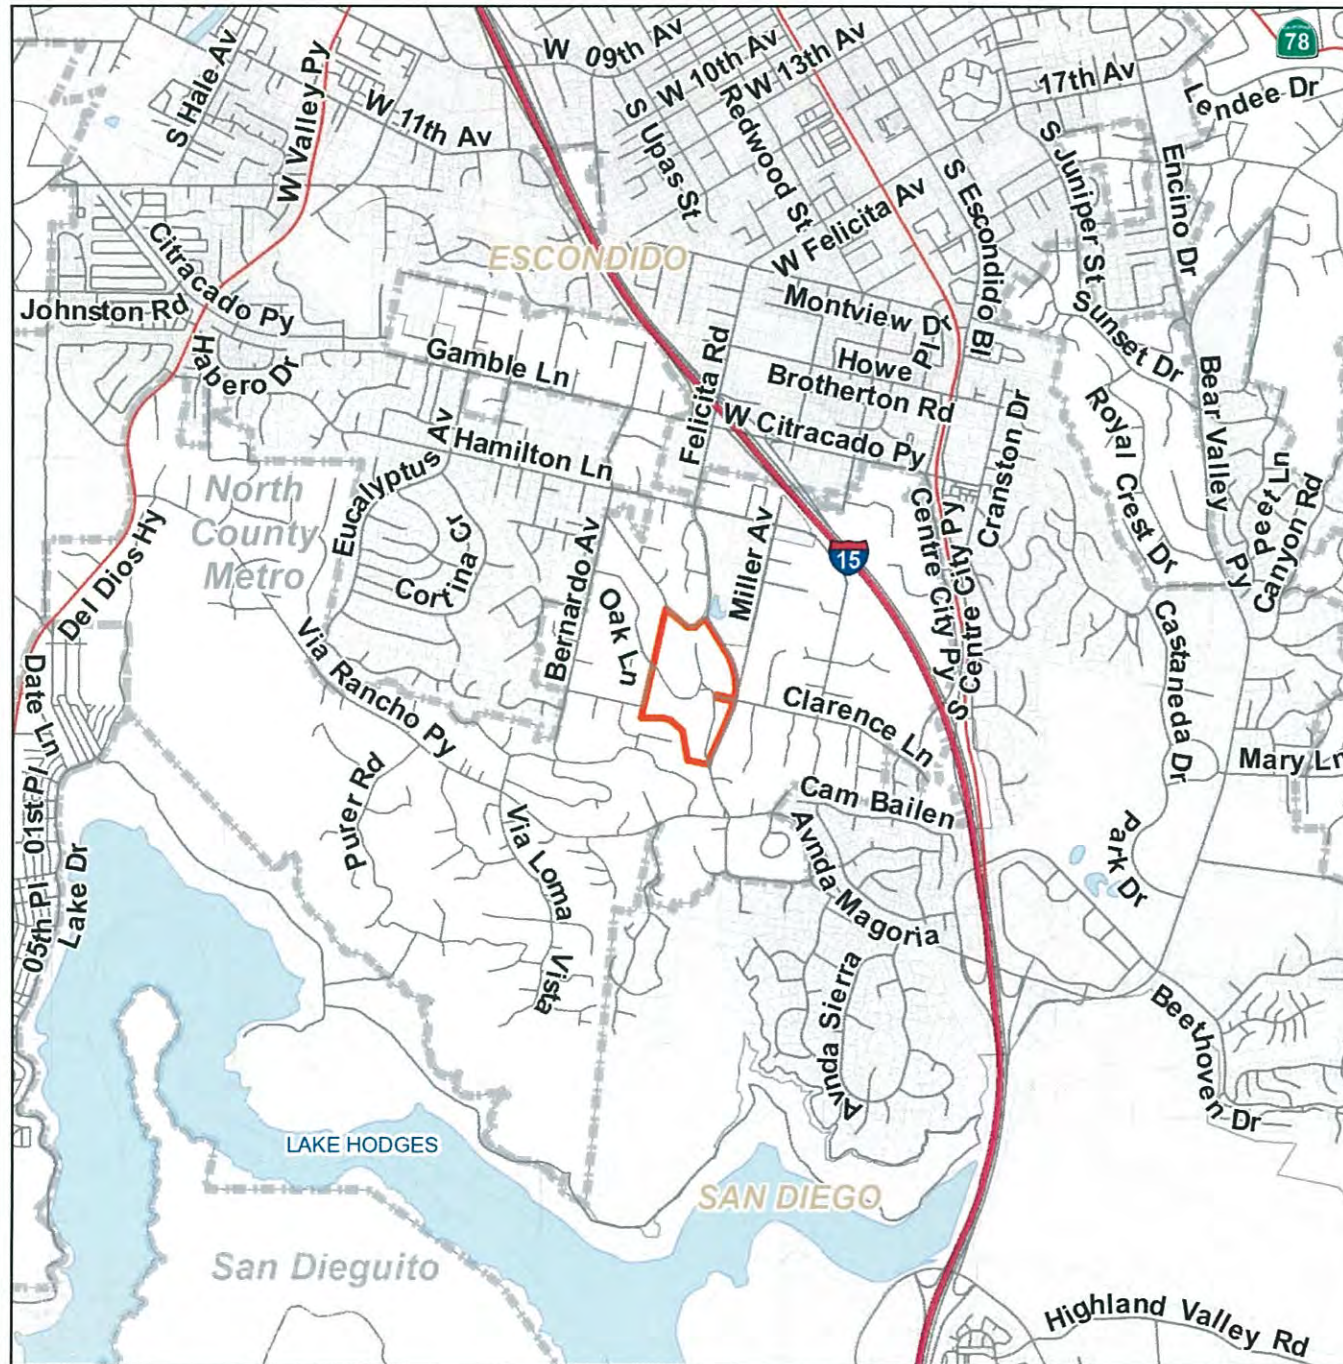 78
W 09th Av
W 10th Av
W 13th Av
17th Av
Lendee Dr
S Hale Av
W Valley Py
W 11th Av
S Upas St
Redwood St
S Juniper St
Encino Dr
S Escondido Bl
W Felicita Av
ESCONDIDO
Citracado Py
Johnston Rd
Habero Dr
Gamble Ln
Felicita Rd
Montview Dr
Howe Pl
Brotherton Rd
Sunset Dr
W Citracado Py
Cranston Dr
Royal Crest Dr
Bear Valley Py
Peet Ln
Canyon Rd
Eucalyptus Av
Hamilton Ln
North
County
Metro
Cortina Cr
Bernardo Av
Miller Av
15
Centre City Py
S Centre City Py
Del Dios Hy
Oak Ln
Castaneda Dr
Via Rancho Py
Clarence Ln
Date Ln
Mary Ln
01st Pl
Purer Rd
Cam Bailen
Park Dr
Via Loma Vista
Avnda Magoria
05th Pl
Lake Dr
Avnda Sierra
Beethoven Dr
LAKE HODGES
SAN DIEGO
San Dieguito
Highland Valley Rd